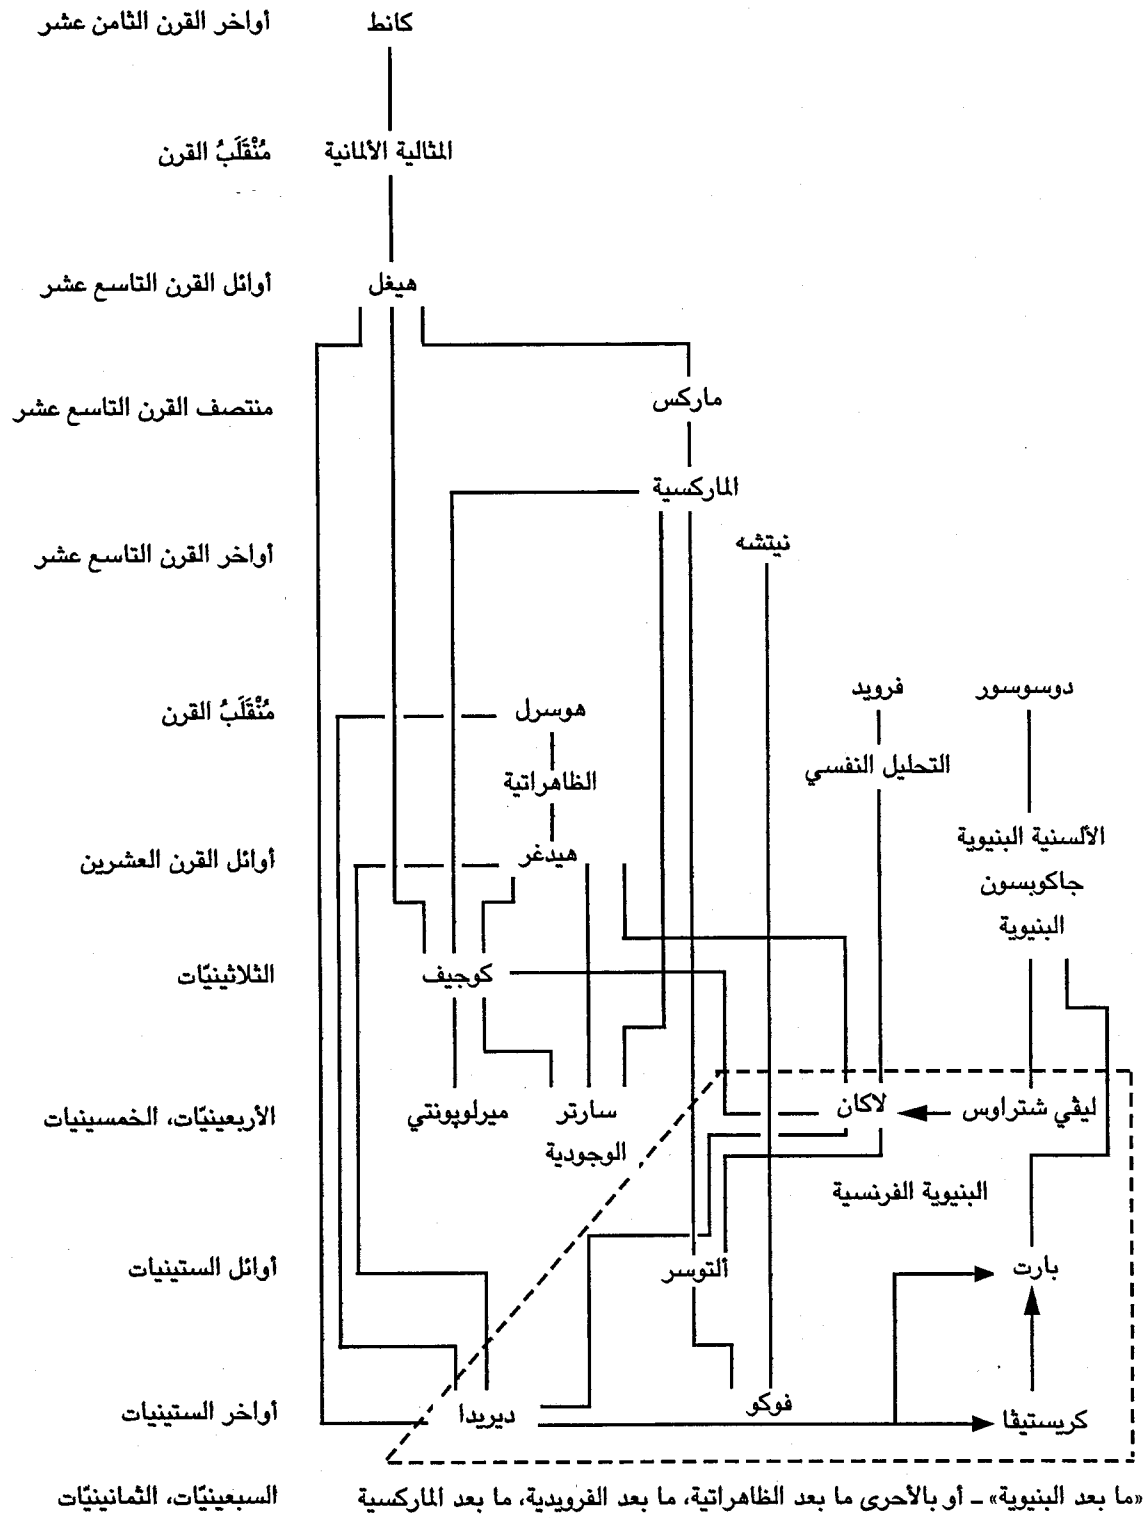 أواخر القرن الثامن عشر
كانط
مُنْقَلَبُ القرن
المثالية الألمانية
أوائل القرن التاسع عشر
هيغل
منتصف القرن التاسع عشر
ماركس
الماركسية
أواخر القرن التاسع عشر
نيتشه
مُنْقَلَبُ القرن
هوسرل
فرويد
دوسوسور
الظاهراتية
التحليل النفسي
أوائل القرن العشرين
هيدغر
الألسنية البنيوية
جاكوبسون
البنيوية
الثلاثينيّات
كوجيف
الأربعينيّات، الخمسينيات
ميرلوپونتي
سارتر
لاكان
ليڤي شتراوس
الوجودية
البنيوية الفرنسية
أوائل الستينيات
ألتوسر
بارت
أواخر الستينيات
ديريدا
فوكو
كريستيڤا
السبعينيّات، الثمانينيّات
«ما بعد البنيوية» ـ أو بالأحرى ما بعد الظاهراتية، ما بعد الفرويدية، ما بعد الماركسية